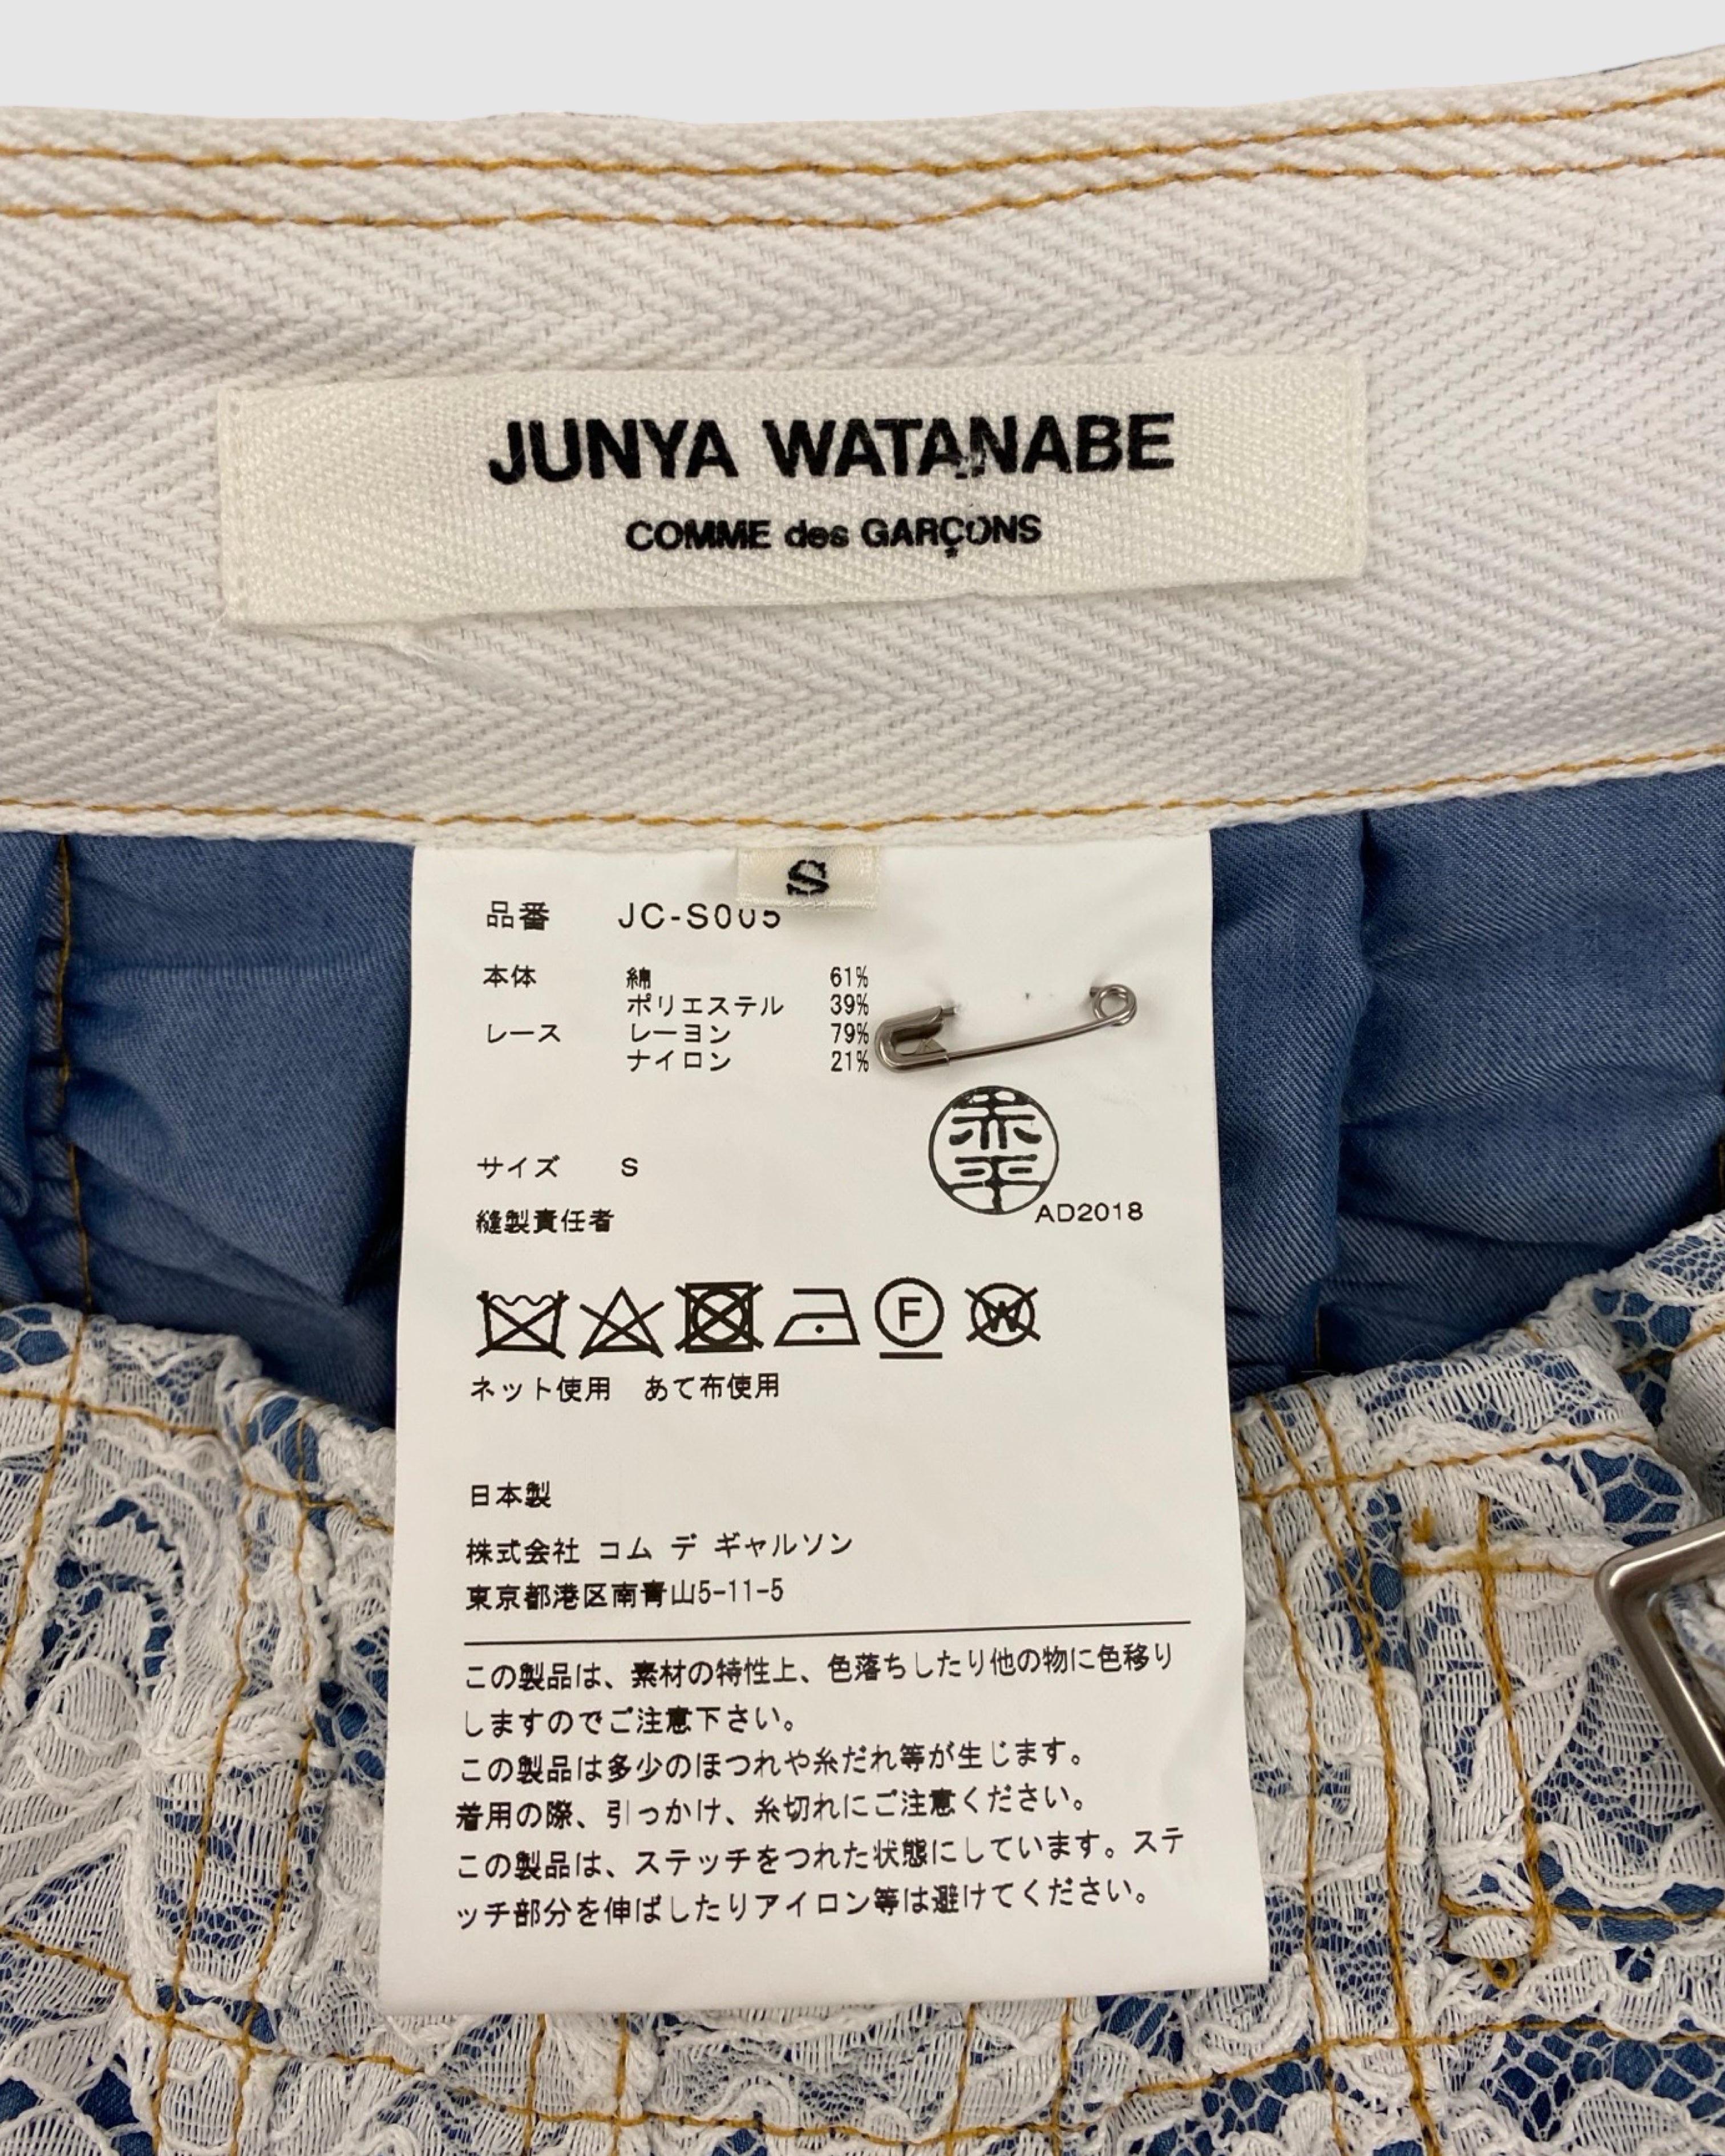 JUNYA WATANABE
COMME des GARÇONS
S
品番 JC-S005
本体 綿 61%
ポリエステル 39%
レース レーヨン 79%
ナイロン 21%
赤平
サイズ S
AD2018
縫製責任者
F W
ネット使用 あて布使用
日本製
株式会社 コム デ ギャルソン
東京都港区南青山5-11-5
この製品は、素材の特性上、色落ちしたり他の物に色移り
しますのでご注意下さい。
この製品は多少のほつれや糸だれ等が生じます。
着用の際、引っかけ、糸切れにご注意ください。
この製品は、ステッチをつれた状態にしています。ステ
ッチ部分を伸ばしたりアイロン等は避けてください。